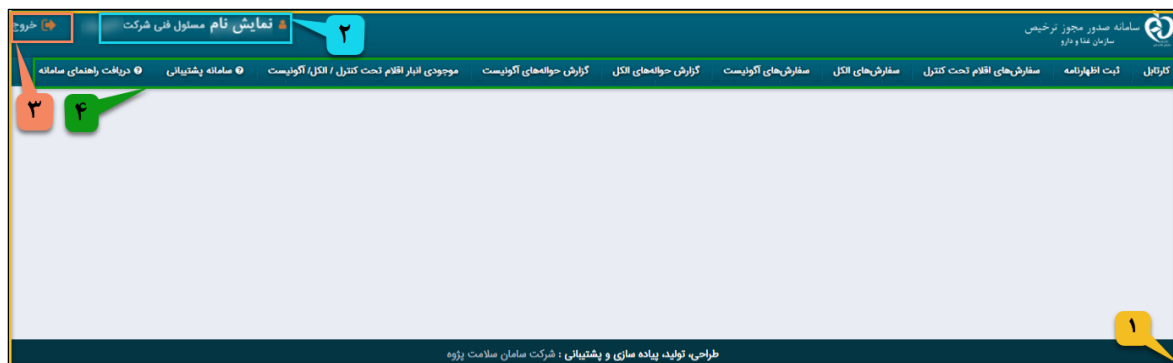 سامانه صدور مجوز ترخیص
سازمان غذا و دارو
نمایش نام مسئول فنی شرکت
خروج
۲
کارتابل ثبت اظهارنامه سفارش‌های اقلام تحت کنترل سفارش‌های الکل سفارش‌های آگونیست گزارش حواله‌های الکل گزارش حواله‌های آگونیست موجودی انبار اقلام تحت کنترل / الکل/ آگونیست سامانه پشتیبانی دریافت راهنمای سامانه
۳
۴
۱
طراحی، تولید، پیاده سازی و پشتیبانی : شرکت سامان سلامت پژوه